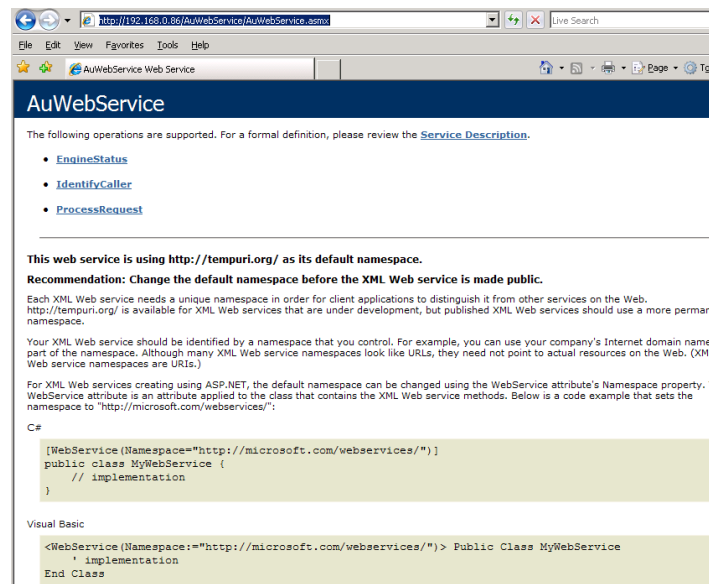 http://192.168.0.86/AuWebService/AuWebService.asmx
Live Search
File Edit View Favorites Tools Help
AuWebService Web Service
Page
AuWebService
The following operations are supported. For a formal definition, please review the Service Description.
• EngineStatus
• IdentifyCaller
• ProcessRequest
This web service is using http://tempuri.org/ as its default namespace.
Recommendation: Change the default namespace before the XML Web service is made public.
Each XML Web service needs a unique namespace in order for client applications to distinguish it from other services on the Web.
http://tempuri.org/ is available for XML Web services that are under development, but published XML Web services should use a more perman
namespace.
Your XML Web service should be identified by a namespace that you control. For example, you can use your company's Internet domain name
part of the namespace. Although many XML Web service namespaces look like URLs, they need not point to actual resources on the Web. (XM
Web service namespaces are URIs.)
For XML Web services creating using ASP.NET, the default namespace can be changed using the WebService attribute's Namespace property.
WebService attribute is an attribute applied to the class that contains the XML Web service methods. Below is a code example that sets the
namespace to "http://microsoft.com/webservices/":
C#
[WebService(Namespace="http://microsoft.com/webservices/")]
public class MyWebService {
// implementation
}
Visual Basic
<WebService(Namespace:="http://microsoft.com/webservices/")> Public Class MyWebService
' implementation
End Class